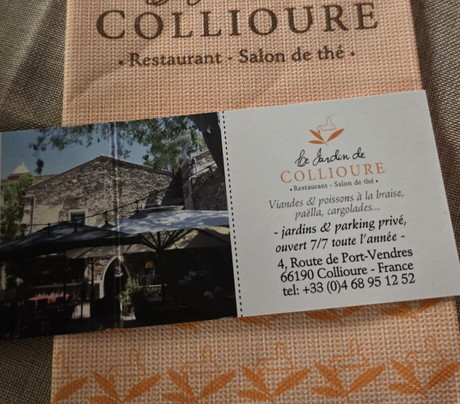 COLLIOURE
• Restaurant - Salon de thé •
Le Jardin de
COLLIOURE
• Restaurant - Salon de thé •
Viandes & poissons à la braise,
paëlla, cargolades...
- jardins & parking privé,
ouvert 7/7 toute l'année -
4, Route de Port-Vendres
66190 Collioure - France
tel: +33 (0)4 68 95 12 52